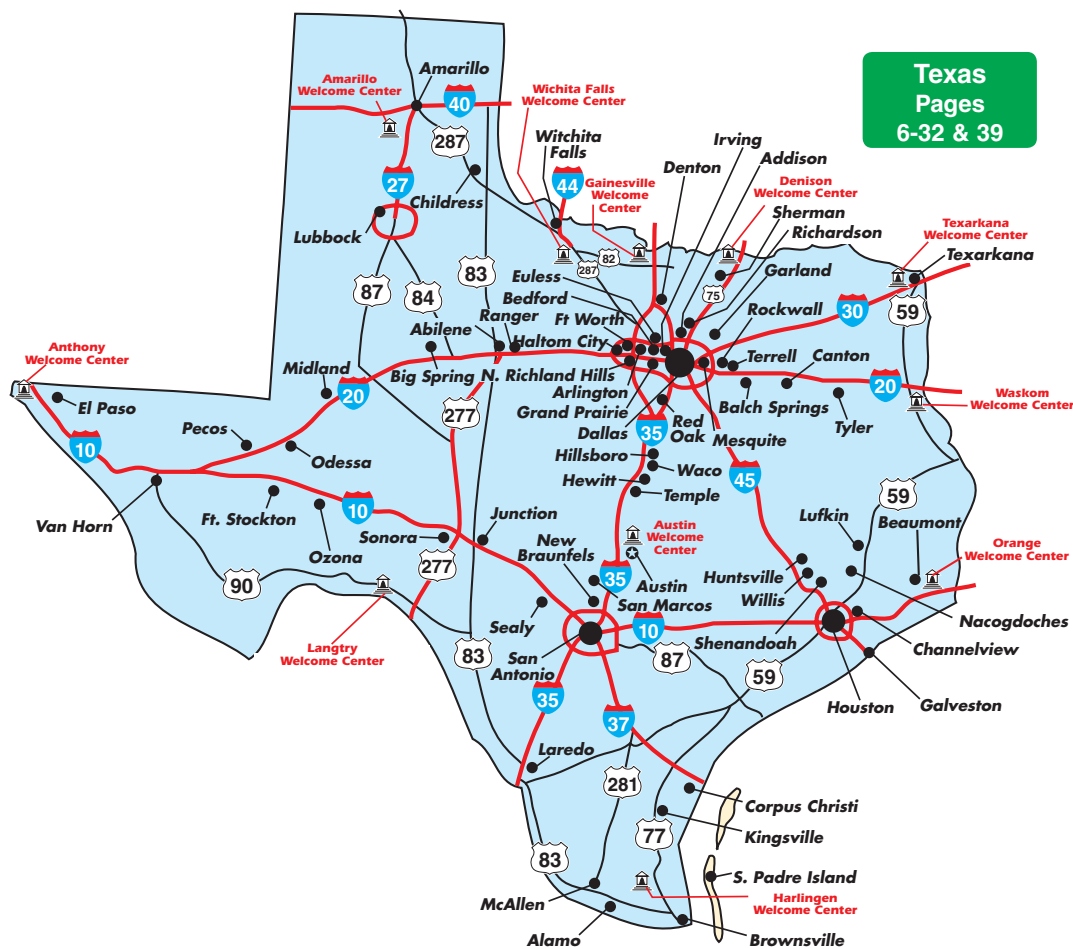 Texas
Pages
6-32 & 39
Amarillo
Welcome Center
Amarillo
40
Wichita Falls
Welcome Center
287
Witchita
Falls
Irving
Addison
Denton
27
Childress
44
Gainesville
Welcome
Center
Denison
Welcome Center
Sherman
Richardson
Lubbock
Texarkana
Welcome Center
Texarkana
83
82
287
Euless
Garland
87
84
75
Bedford
Rockwall
30
59
Ranger
Abilene
Ft Worth
Haltom City
Anthony
Welcome Center
Midland
Big Spring
N. Richland Hills
Terrell
Canton
20
20
Waskom
Welcome Center
El Paso
277
Arlington
Grand Prairie
Balch Springs
Tyler
10
Pecos
Odessa
Dallas
35
Red
Oak
Mesquite
Hillsboro
Waco
45
Hewitt
Temple
59
Van Horn
Ft. Stockton
10
Ozona
Sonora
Junction
New
Braunfels
Austin
Welcome
Center
Lufkin
Beaumont
Orange
Welcome Center
90
277
35
Austin
San Marcos
Huntsville
Willis
Langtry
Welcome Center
Sealy
10
Shenandoah
Nacogdoches
Channelview
83
San
Antonio
87
59
35
37
Houston
Galveston
Laredo
281
Corpus Christi
77
Kingsville
83
S. Padre Island
McAllen
Harlingen
Welcome Center
Alamo
Brownsville